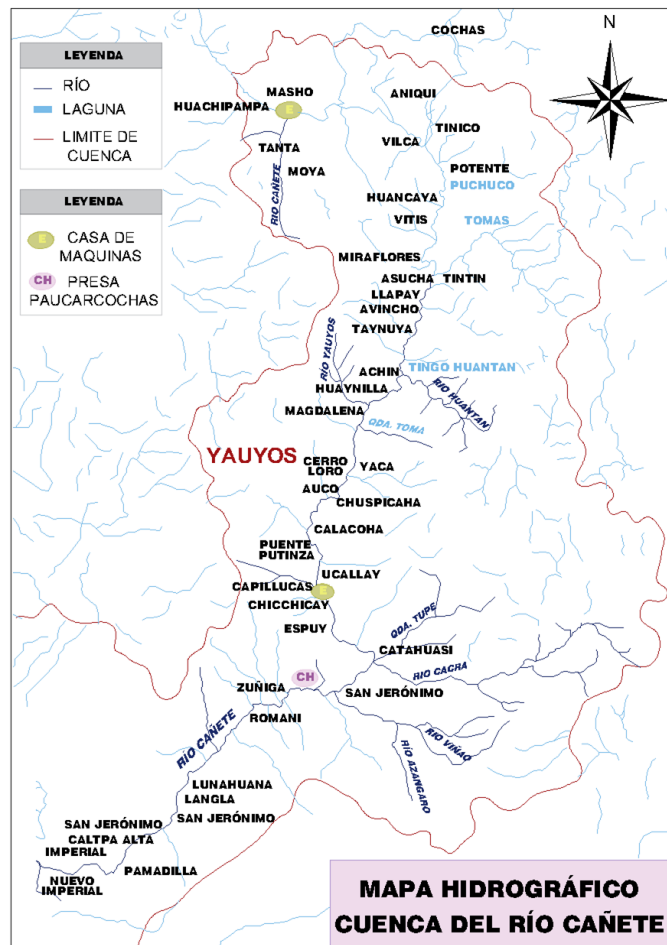 COCHAS
N
LEYENDA
RÍO
LAGUNA
LIMITE DE
CUENCA
LEYENDA
E
CASA DE
MAQUINAS
CH
PRESA
PAUCARCOCHAS
MASHO
HUACHIPAMPA
E
ANIQUI
TINICO
VILCA
TANTA
MOYA
RIO CAÑETE
POTENTE
PUCHUCO
HUANCAYA
VITIS
TOMAS
MIRAFLORES
ASUCHA
TINTIN
LLAPAY
AVINCHO
TAYNUYA
RÍO YAUYOS
ACHIN
TINGO HUANTAN
HUAYNILLA
RIO HUANTAN
MAGDALENA
QDA. TOMA
YAUYOS
CERRO
LORO
YACA
AUCO
CHUSPICAHA
CALACOHA
PUENTE
PUTINZA
UCALLAY
CAPILLUCAS
E
CHICCHICAY
ESPUY
QDA. TUPE
CATAHUASI
RIO CACRA
CH
ZUÑIGA
SAN JERÓNIMO
ROMANI
RÍO CAÑETE
RIO VIÑAO
RÍO AZANGARO
LUNAHUANA
LANGLA
SAN JERÓNIMO
SAN JERÓNIMO
CALTPA ALTA
IMPERIAL
PAMADILLA
NUEVO
IMPERIAL
MAPA HIDROGRÁFICO
CUENCA DEL RÍO CAÑETE